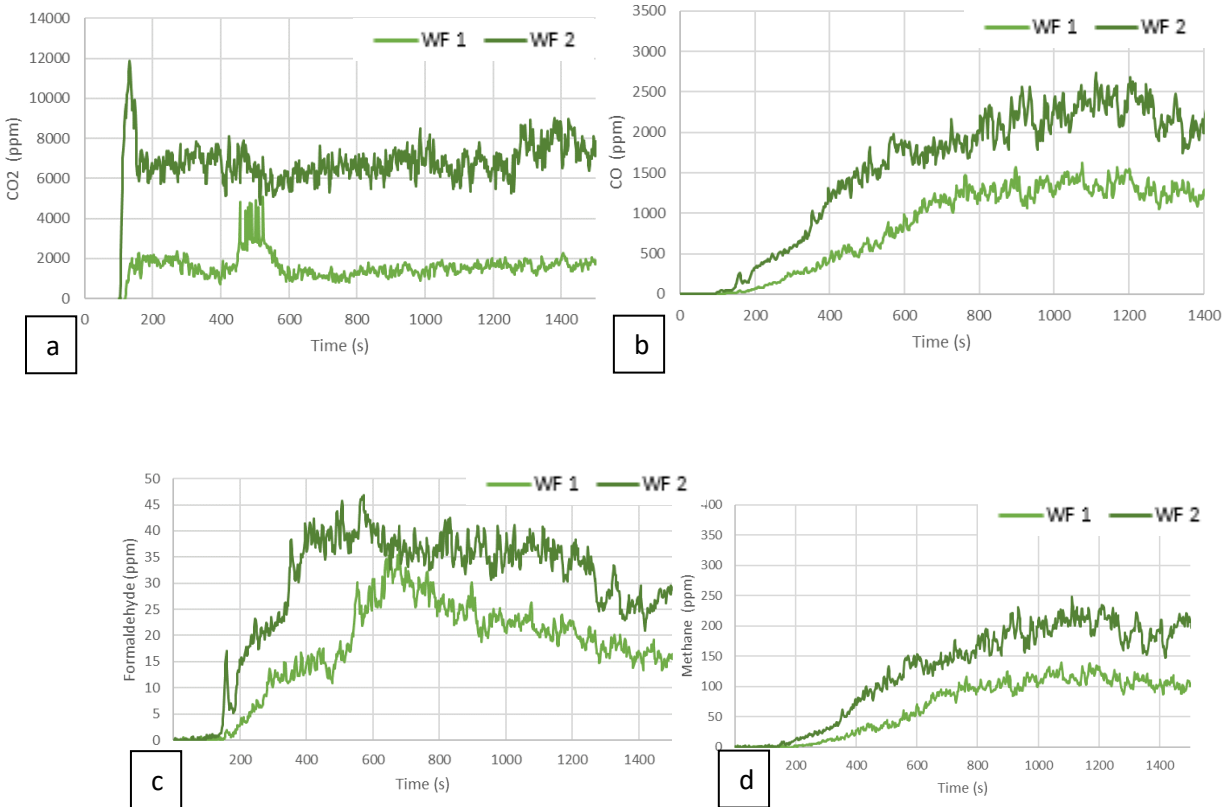 14000
12000
10000
8000
6000
4000
2000
0
CO2 (ppm)
WF 1 WF 2
0 200 400 600 800 1000 1200 1400
Time (s)
a
3500
3000
2500
2000
1500
1000
500
0
CO (ppm)
WF 1 WF 2
0 200 400 600 800 1000 1200 1400
Time (s)
b
50
45
40
35
30
25
20
15
10
5
0
Formaldehyde (ppm)
WF 1 WF 2
200 400 600 800 1000 1200 1400
Time (s)
c
400
350
300
250
200
150
100
50
0
Methane (ppm)
WF 1 WF 2
200 400 600 800 1000 1200 1400
Time (s)
d